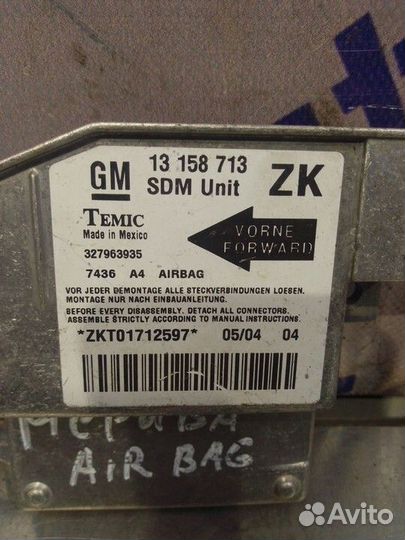 GM 13 158 713 ZK
SDM Unit
TEMIC
Made in Mexico
VORNE
FORWARD
327963935
7436 A4 AIRBAG
VOR JEDER DEMONTAGE ALLE STECKVERBINDUNGEN LOESEN.
MONTAGE NUR NACH EINBAUANLEITUNG.
BEFORE EVERY DISASSEMBLY, DETACH ALL CONNECTORS.
ASSEMBLE STRICTLY ACCORDING TO MANUAL INSTRUCTIONS.
*ZKT01712597* 05/04 04
МЕРИВА
AIR BAG
Avito